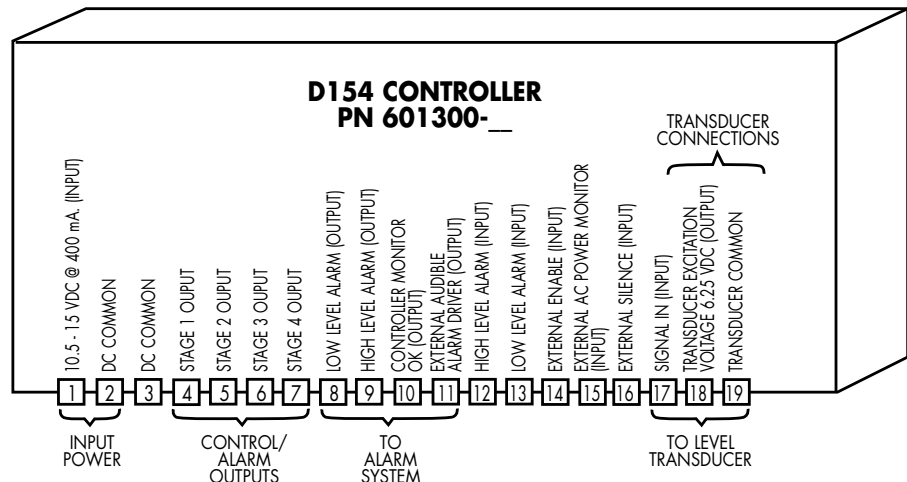 D154 CONTROLLER
PN 601300-__
TRANSDUCER
CONNECTIONS
10.5 - 15 VDC @ 400 mA. (INPUT)
DC COMMON
DC COMMON
STAGE 1 OUPUT
STAGE 2 OUPUT
STAGE 3 OUPUT
STAGE 4 OUPUT
LOW LEVEL ALARM (OUTPUT)
HIGH LEVEL ALARM (OUTPUT)
CONTROLLER MONITOR
OK (OUTPUT)
EXTERNAL AUDIBLE
ALARM DRIVER (OUTPUT)
HIGH LEVEL ALARM (INPUT)
LOW LEVEL ALARM (INPUT)
EXTERNAL ENABLE (INPUT)
EXTERNAL AC POWER MONITOR
(INPUT)
EXTERNAL SILENCE (INPUT)
SIGNAL IN (INPUT)
TRANSDUCER EXCITATION
VOLTAGE 6.25 VDC (OUTPUT)
TRANSDUCER COMMON
1 2 3 4 5 6 7 8 9 10 11 12 13 14 15 16 17 18 19
INPUT
POWER
CONTROL/
ALARM
OUTPUTS
TO
ALARM
SYSTEM
TO LEVEL
TRANSDUCER